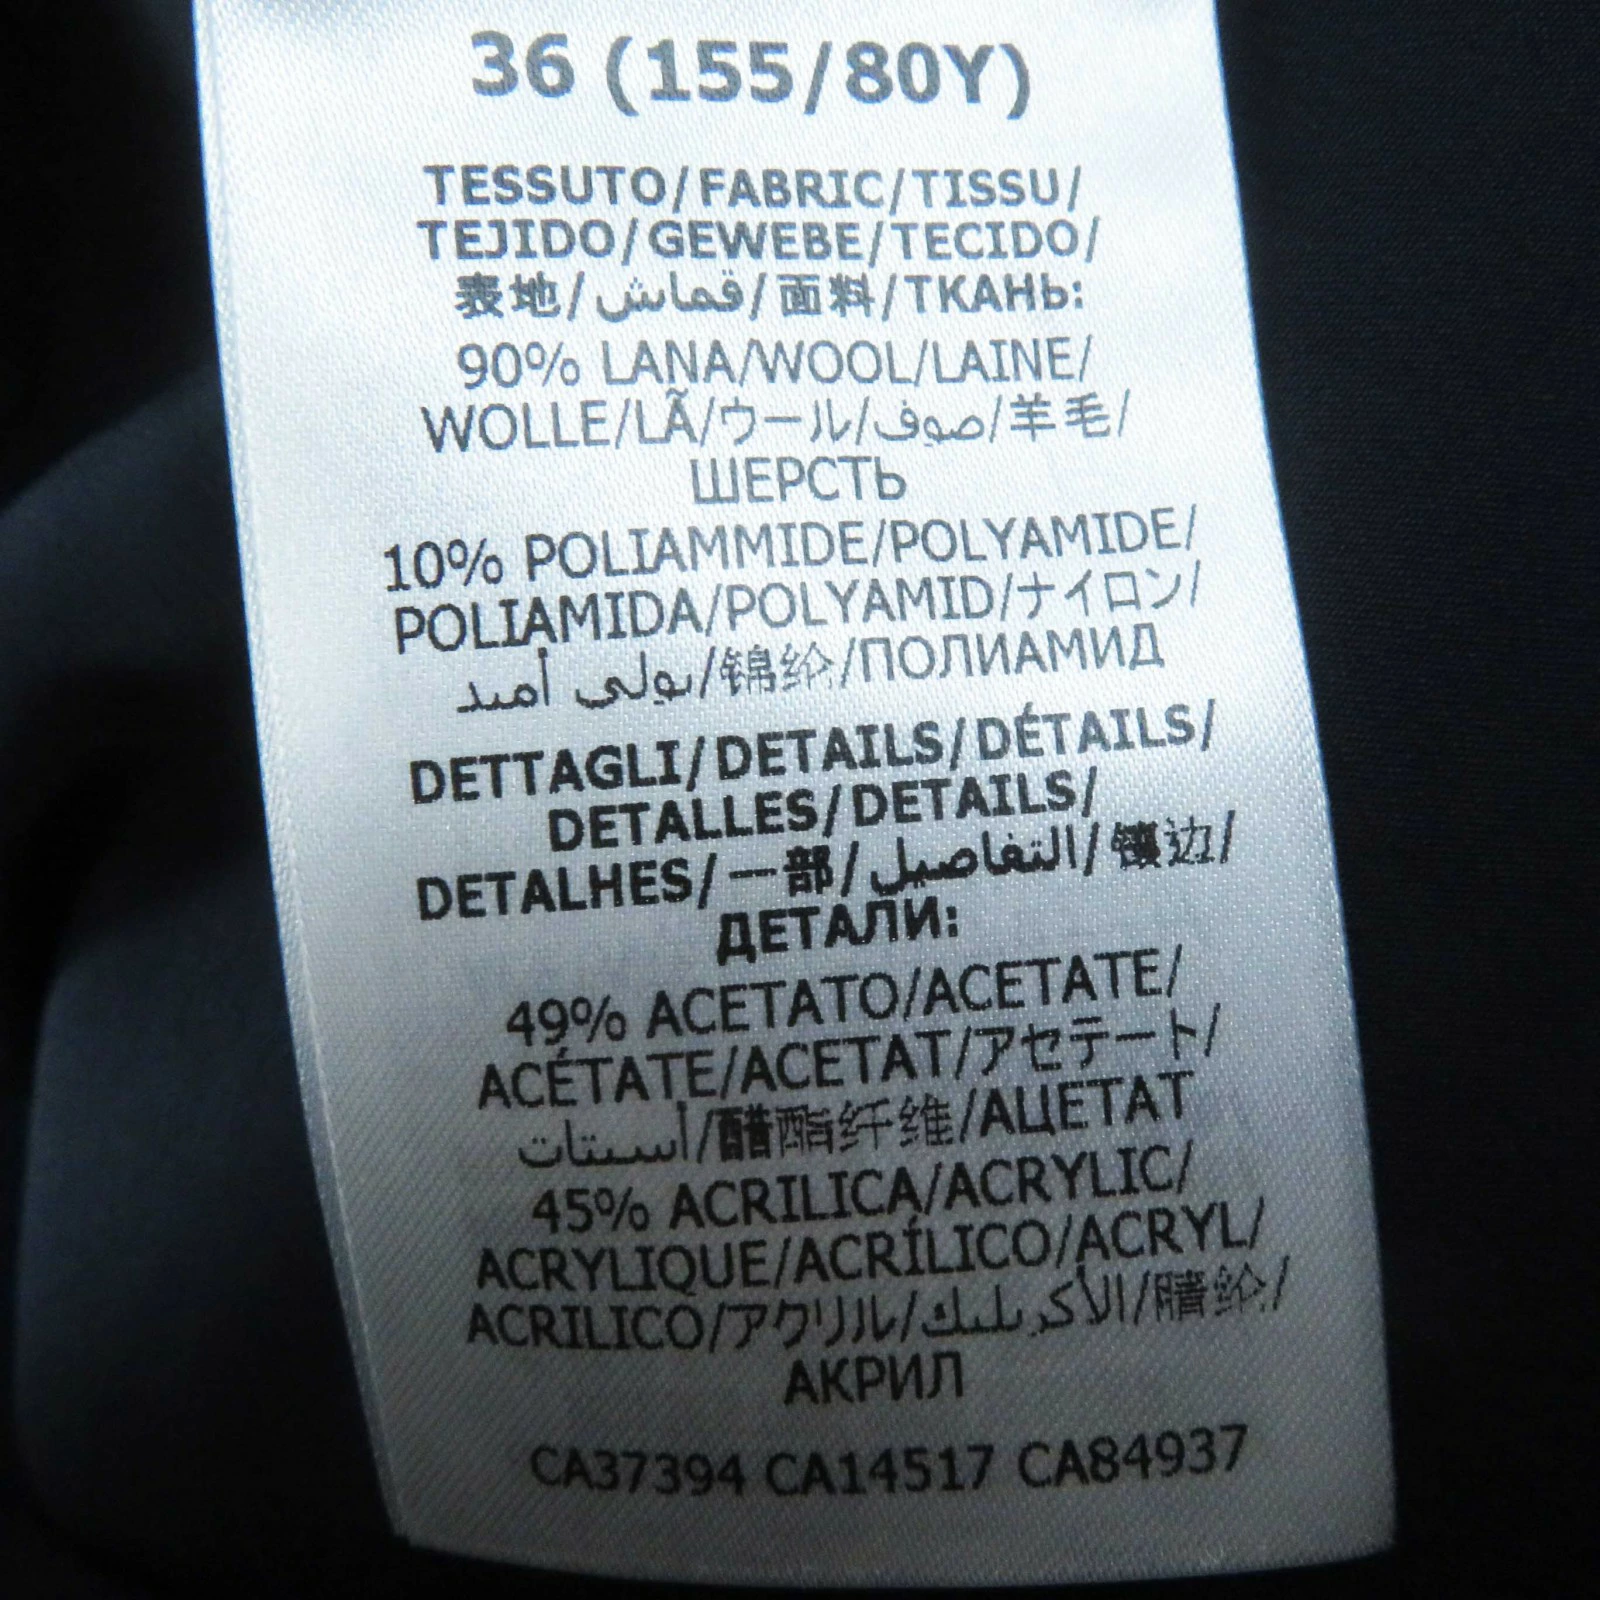 36 (155/80Y)
TESSUTO/FABRIC/TISSU/
TEJIDO/GEWEBE/TECIDO/
表地/قماش/面料/ТКАНЬ:
90% LANA/WOOL/LAINE/
WOLLE/LÃ/ウール/صوف/羊毛/
ШЕРСТЬ
10% POLIAMMIDE/POLYAMIDE/
POLIAMIDA/POLYAMID/ナイロン/
بولي أميد/锦纶/ПОЛИАМИД
DETTAGLI/DETAILS/DÉTAILS/
DETALLES/DETAILS/
DETALHES/一部/التفاصيل/镶边/
ДЕТАЛИ:
49% ACETATO/ACETATE/
ACÉTATE/ACETAT/アセテート/
أستتات/醋酯纤维/АЦЕТАТ
45% ACRILICA/ACRYLIC/
ACRYLIQUE/ACRÍLICO/ACRYL/
ACRILICO/アクリル/الأكريليك/腈纶/
АКРИЛ
CA37394 CA14517 CA84937